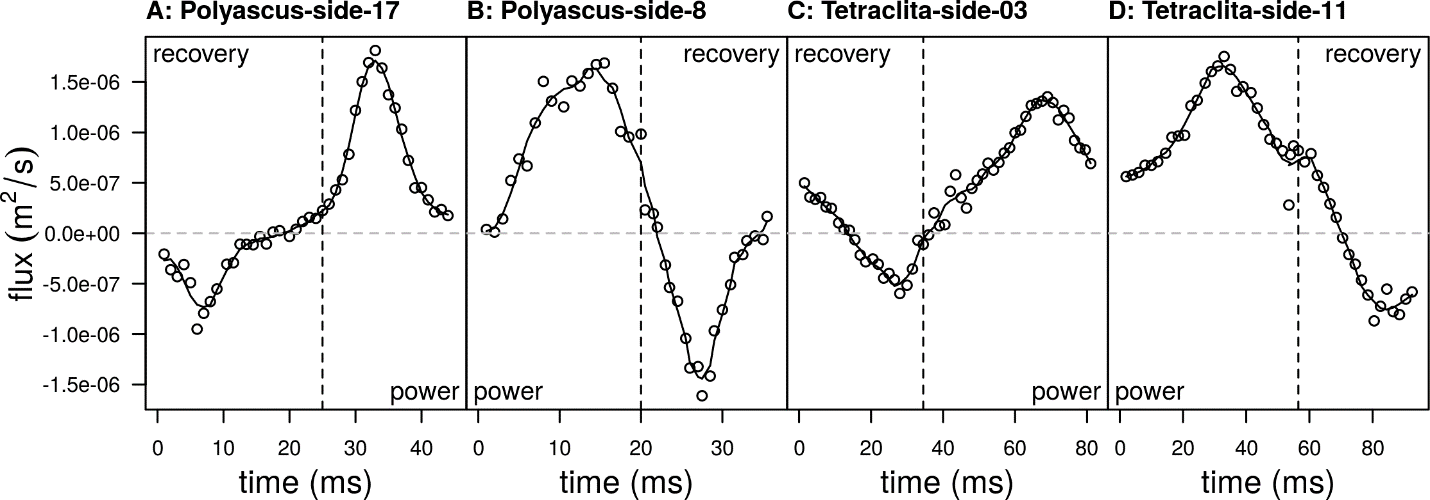 A: Polyascus-side-17
B: Polyascus-side-8
C: Tetraclita-side-03
D: Tetraclita-side-11
recovery
recovery
recovery
recovery
1.5e-06
1.0e-06
5.0e-07
0.0e+00
-5.0e-07
-1.0e-06
-1.5e-06
flux (m²/s)
power
power
power
power
0 10 20 30 40
0 10 20 30
0 20 40 60 80
0 20 40 60 80
time (ms)
time (ms)
time (ms)
time (ms)